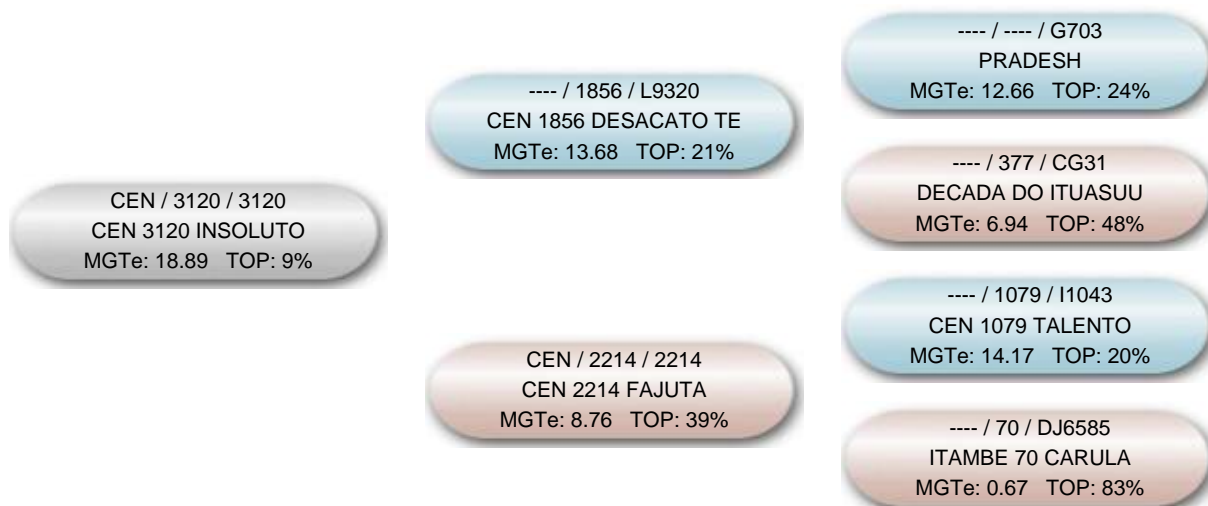 CEN / 3120 / 3120
CEN 3120 INSOLUTO
MGTe: 18.89 TOP: 9%
---- / 1856 / L9320
CEN 1856 DESACATO TE
MGTe: 13.68 TOP: 21%
CEN / 2214 / 2214
CEN 2214 FAJUTA
MGTe: 8.76 TOP: 39%
---- / ---- / G703
PRADESH
MGTe: 12.66 TOP: 24%
---- / 377 / CG31
DECADA DO ITUASUU
MGTe: 6.94 TOP: 48%
---- / 1079 / I1043
CEN 1079 TALENTO
MGTe: 14.17 TOP: 20%
---- / 70 / DJ6585
ITAMBE 70 CARULA
MGTe: 0.67 TOP: 83%